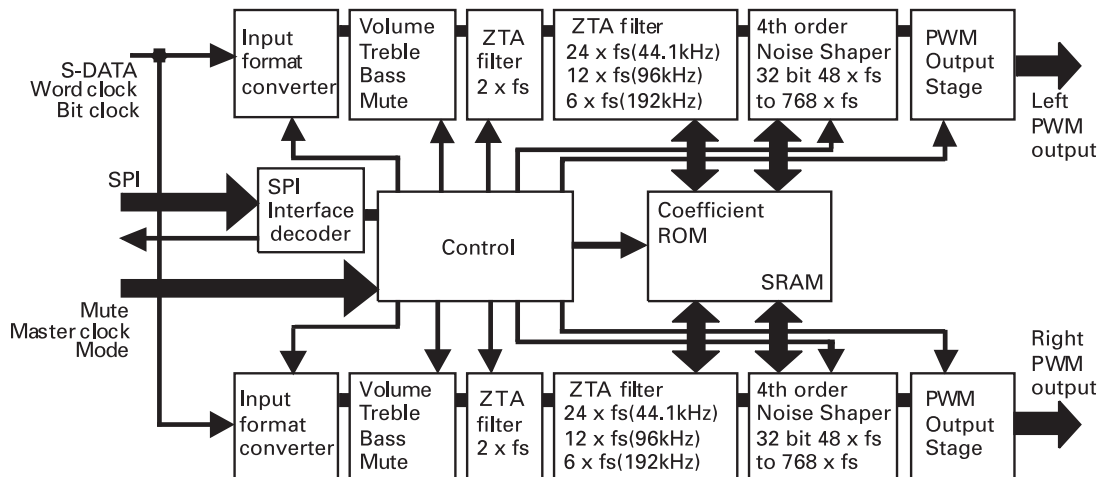 S-DATA
Word clock
Bit clock
Input
format
converter
Volume
Treble
Bass
Mute
ZTA
filter
2 x fs
ZTA filter
24 x fs(44.1kHz)
12 x fs(96kHz)
6 x fs(192kHz)
4th order
Noise Shaper
32 bit 48 x fs
to 768 x fs
PWM
Output
Stage
Left
PWM
output
SPI
SPI
Interface
decoder
Control
Coefficient
ROM
SRAM
Mute
Master clock
Mode
Input
format
converter
Volume
Treble
Bass
Mute
ZTA
filter
2 x fs
ZTA filter
24 x fs(44.1kHz)
12 x fs(96kHz)
6 x fs(192kHz)
4th order
Noise Shaper
32 bit 48 x fs
to 768 x fs
PWM
Output
Stage
Right
PWM
output